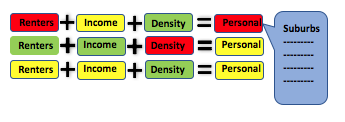 Renters + Income + Density = Personal
Renters + Income + Density = Personal
Renters + Income + Density = Personal
Suburbs
---------
---------
---------
---------